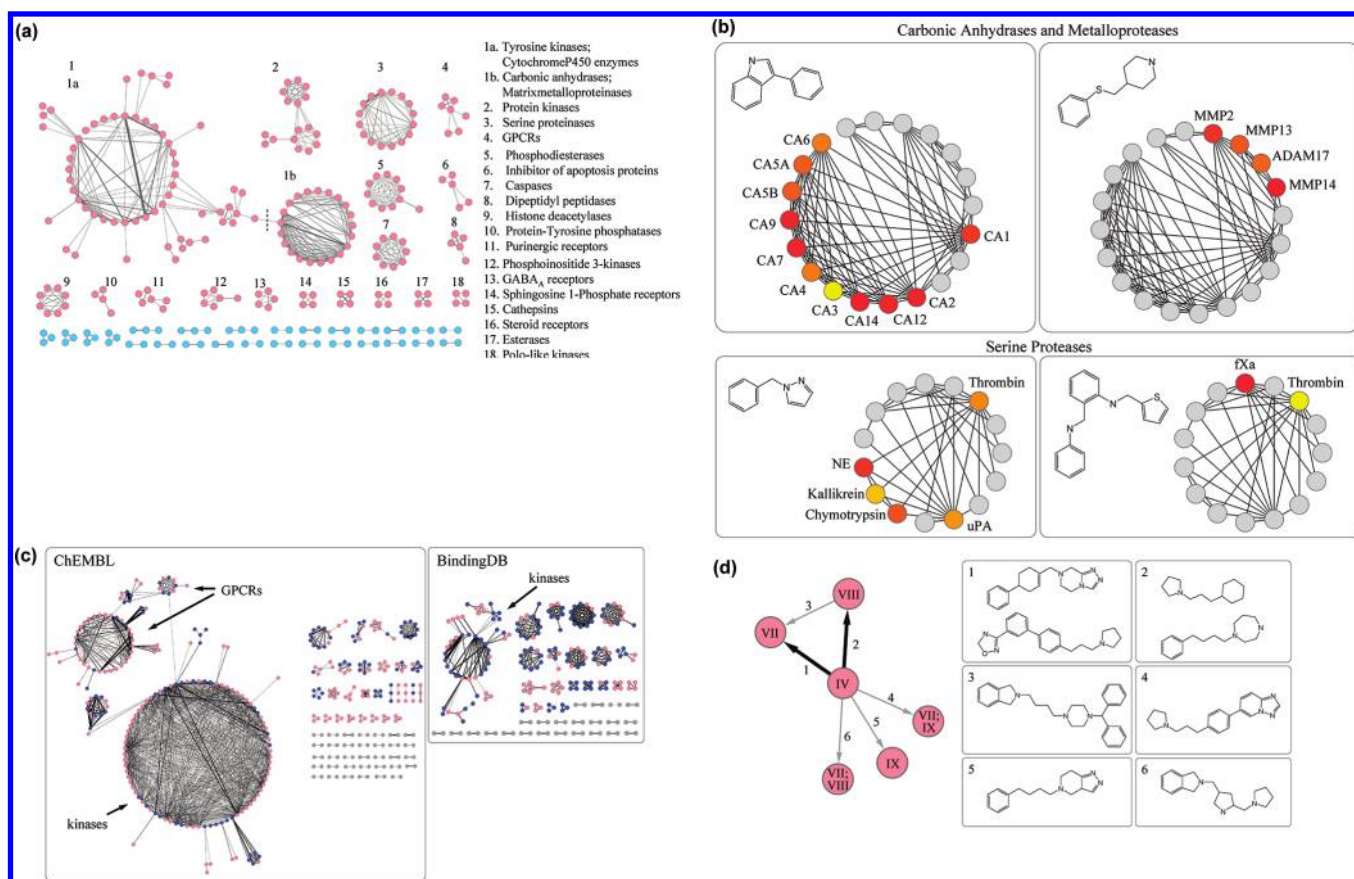 (a)
1
1a
2
3
4
1b
5
6
7
8
9
10
11
12
13
14
15
16
17
18
1a. Tyrosine kinases;
CytochromeP450 enzymes
1b. Carbonic anhydrases;
Matrixmetalloproteinases
2. Protein kinases
3. Serine proteinases
4. GPCRs
5. Phosphodiesterases
6. Inhibitor of apoptosis proteins
7. Caspases
8. Dipeptidyl peptidases
9. Histone deacetylases
10. Protein-Tyrosine phosphatases
11. Purinergic receptors
12. Phosphoinositide 3-kinases
13. GABAA receptors
14. Sphingosine 1-Phosphate receptors
15. Cathepsins
16. Steroid receptors
17. Esterases
18. Polo-like kinases
(b)
Carbonic Anhydrases and Metalloproteases
N
CA6
CA5A
CA5B
CA9
CA7
CA4
CA3
CA14
CA12
CA2
CA1
N
S
MMP2
MMP13
ADAM17
MMP14
Serine Proteases
N
N
Thrombin
NE
Kallikrein
Chymotrypsin
uPA
N
S
N
fXa
Thrombin
(c)
ChEMBL
GPCRs
kinases
BindingDB
kinases
(d)
VIII
3
VII
2
1
IV
4
VII;
IX
5
6
IX
VII;
VIII
1
N
N
N
N
N
O
N
N
2
N
N
N
3
N
N
N
4
N
N
N
N
5
N
N
N
N
6
N
N
N